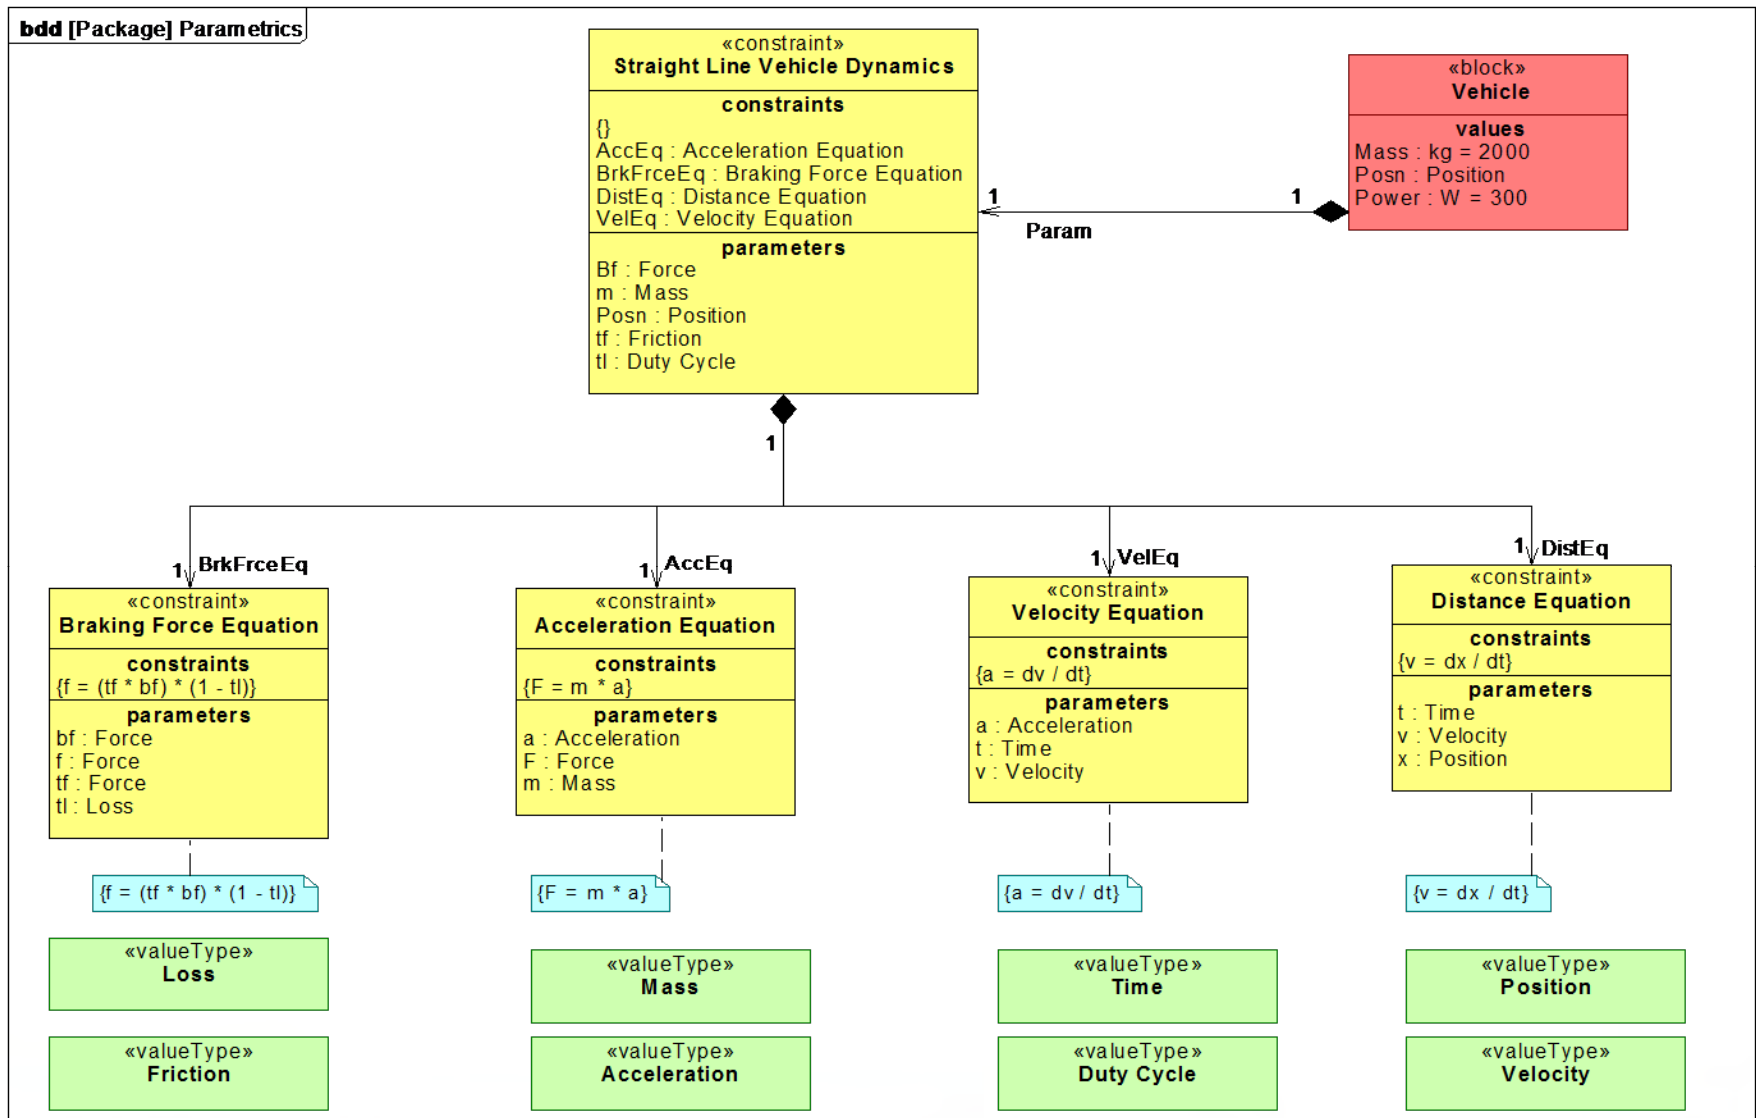 bdd [Package] Parametrics
«constraint»
Straight Line Vehicle Dynamics
constraints
{}
AccEq : Acceleration Equation
BrkFrceEq : Braking Force Equation
DistEq : Distance Equation
VelEq : Velocity Equation
parameters
Bf : Force
m : Mass
Posn : Position
tf : Friction
tl : Duty Cycle
«block»
Vehicle
values
Mass : kg = 2000
Posn : Position
Power : W = 300
1
1
Param
1
1 BrkFrceEq
1 AccEq
1 VelEq
1 DistEq
«constraint»
Braking Force Equation
constraints
{f = (tf * bf) * (1 - tl)}
parameters
bf : Force
f : Force
tf : Force
tl : Loss
«constraint»
Acceleration Equation
constraints
{F = m * a}
parameters
a : Acceleration
F : Force
m : Mass
«constraint»
Velocity Equation
constraints
{a = dv / dt}
parameters
a : Acceleration
t : Time
v : Velocity
«constraint»
Distance Equation
constraints
{v = dx / dt}
parameters
t : Time
v : Velocity
x : Position
{f = (tf * bf) * (1 - tl)}
{F = m * a}
{a = dv / dt}
{v = dx / dt}
«valueType»
Loss
«valueType»
Mass
«valueType»
Time
«valueType»
Position
«valueType»
Friction
«valueType»
Acceleration
«valueType»
Duty Cycle
«valueType»
Velocity